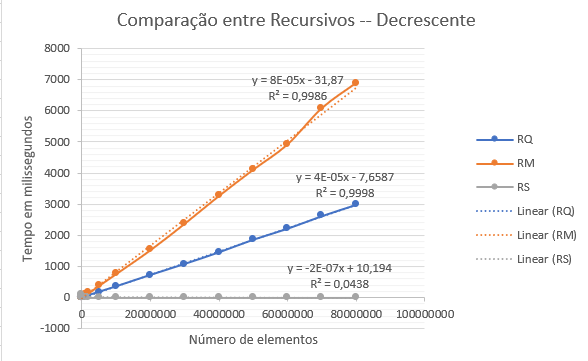 Comparação entre Recursivos -- Decrescente
8000
7000
6000
5000
4000
3000
2000
1000
0
-1000
Tempo em milissegundos
y = 8E-05x - 31,87
R² = 0,9986
y = 4E-05x - 7,6587
R² = 0,9998
y = -2E-07x + 10,194
R² = 0,0438
0
20000000
40000000
60000000
80000000
100000000
Número de elementos
RQ
RM
RS
Linear (RQ)
Linear (RM)
Linear (RS)